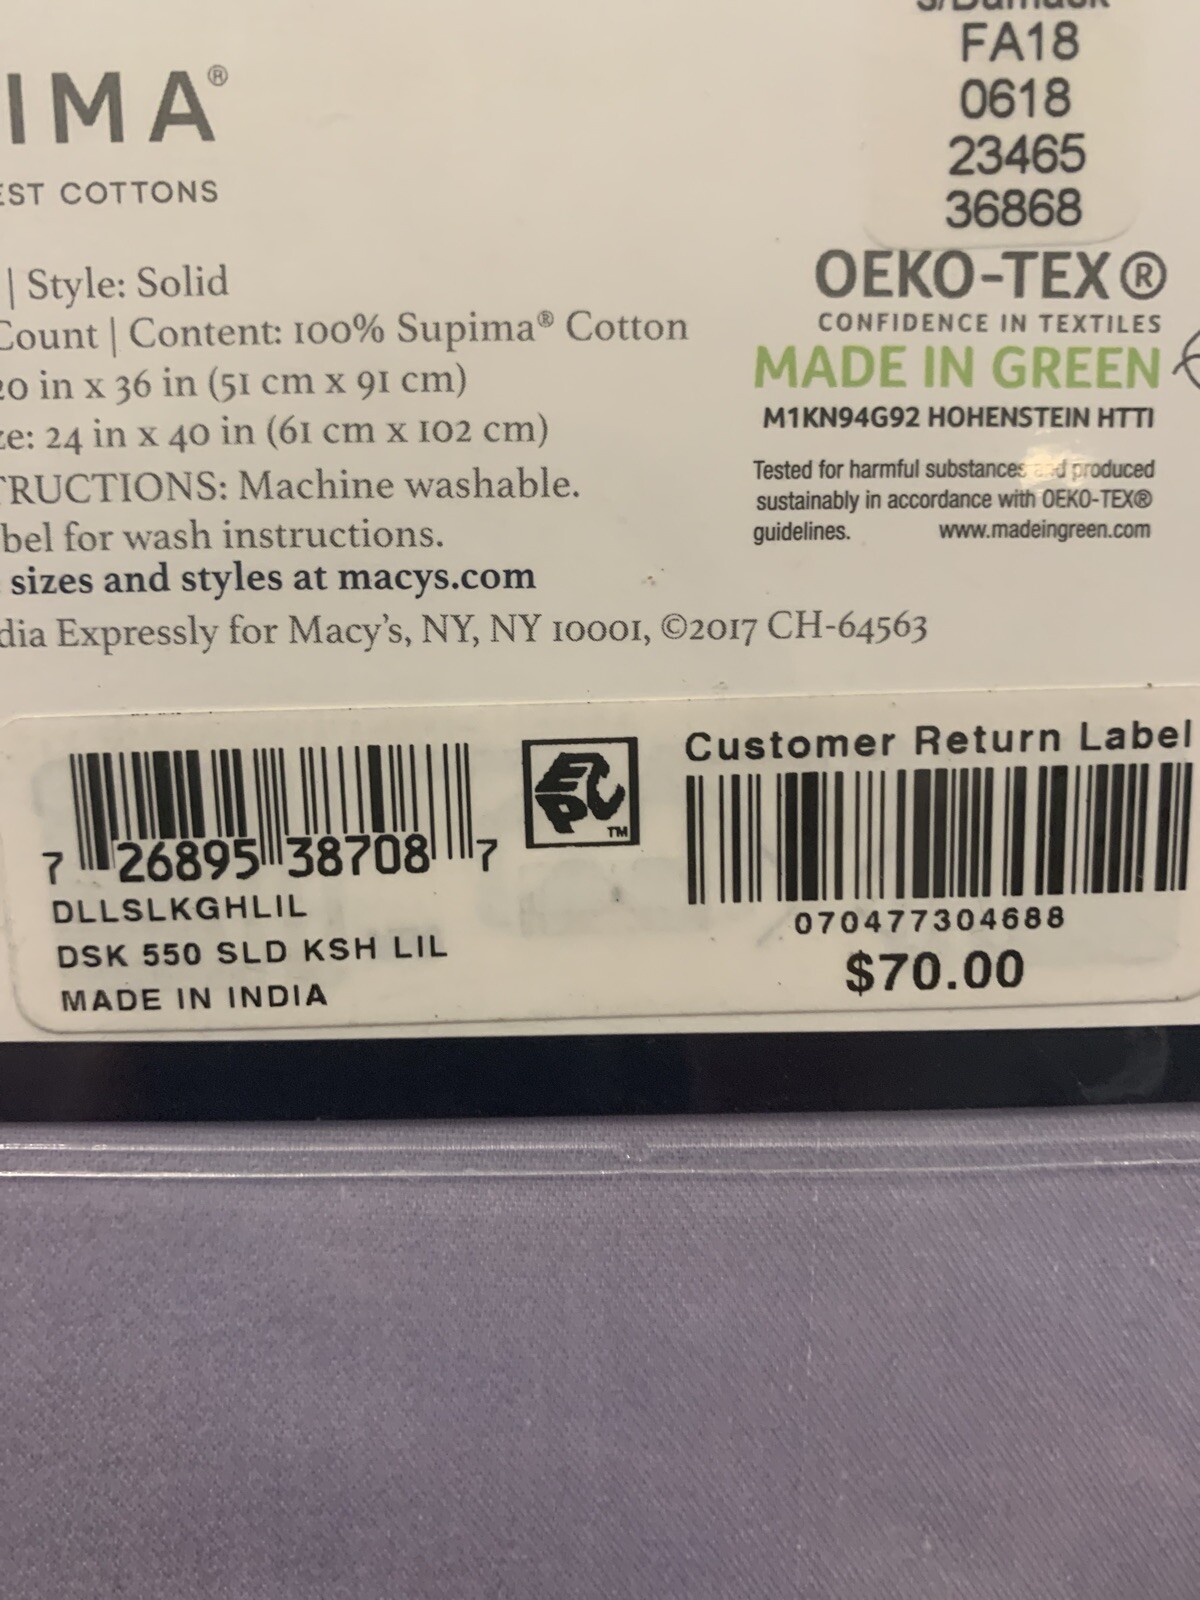 FA18
0618
23465
36868
IMA®
EST COTTONS
| Style: Solid
Count | Content: 100% Supima® Cotton
20 in x 36 in (51 cm x 91 cm)
ze: 24 in x 40 in (61 cm x 102 cm)
TRUCTIONS: Machine washable.
bel for wash instructions.
sizes and styles at macys.com
dia Expressly for Macy's, NY, NY 10001, ©2017 CH-64563
OEKO-TEX®
CONFIDENCE IN TEXTILES
MADE IN GREEN
M1KN94G92 HOHENSTEIN HTTI
Tested for harmful substances and produced
sustainably in accordance with OEKO-TEX®
guidelines. www.madeingreen.com
7 26895 38708 7
DLLSLKGHLIL
DSK 550 SLD KSH LIL
MADE IN INDIA
EPC TM
Customer Return Label
070477304688
$70.00